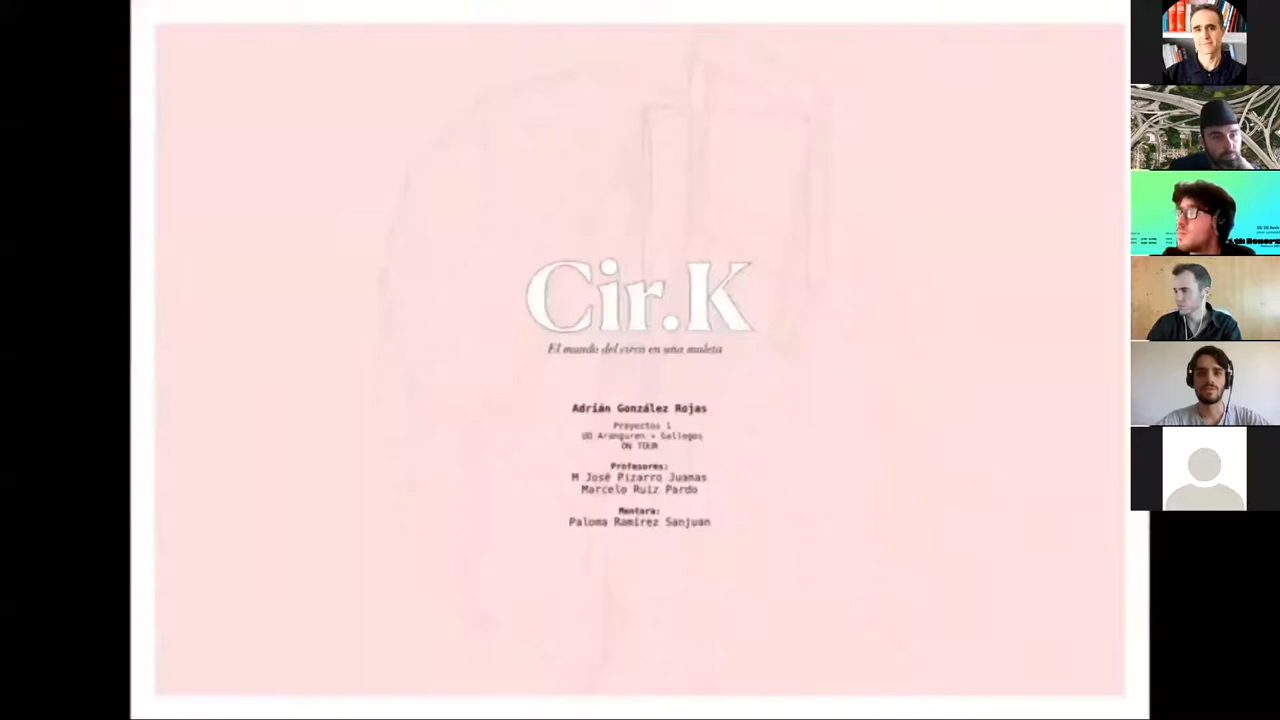 Cir.K
El mundo del circo en una maleta
Adrián González Rojas
Proyectos 1
UD Aranguren + Gallegos
ON TOUR
Profesores:
M José Pizarro Juamas
Marcelo Ruiz Pardo
Mentora:
Paloma Ramírez Sanjuan